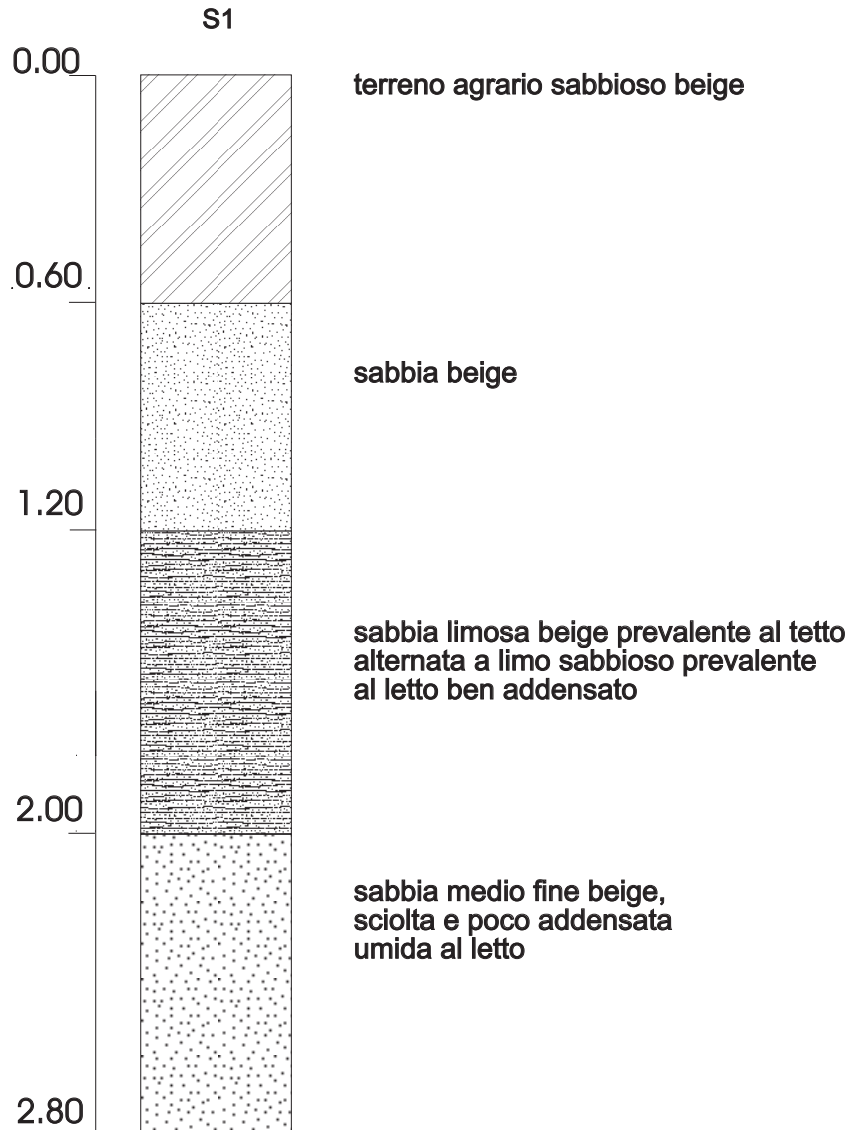 S1
0.00
terreno agrario sabbioso beige
0.60
sabbia beige
1.20
sabbia limosa beige prevalente al tetto
alternata a limo sabbioso prevalente
al letto ben addensato
2.00
sabbia medio fine beige,
sciolta e poco addensata
umida al letto
2.80